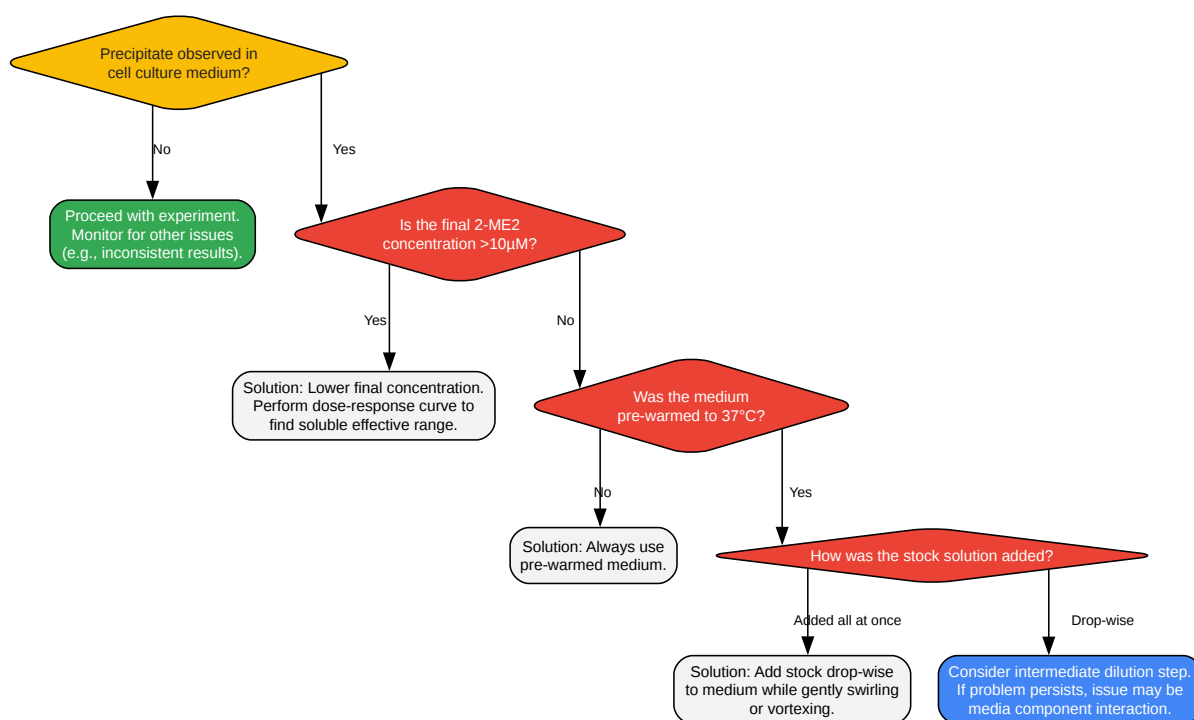 Precipitate observed in
cell culture medium?
No
Yes
Proceed with experiment.
Monitor for other issues
(e.g., inconsistent results).
Is the final 2-ME2
concentration >10µM?
Yes
No
Solution: Lower final concentration.
Perform dose-response curve to
find soluble effective range.
Was the medium
pre-warmed to 37°C?
No
Yes
Solution: Always use
pre-warmed medium.
How was the stock solution added?
Added all at once
Drop-wise
Solution: Add stock drop-wise
to medium while gently swirling
or vortexing.
Consider intermediate dilution step.
If problem persists, issue may be
media component interaction.